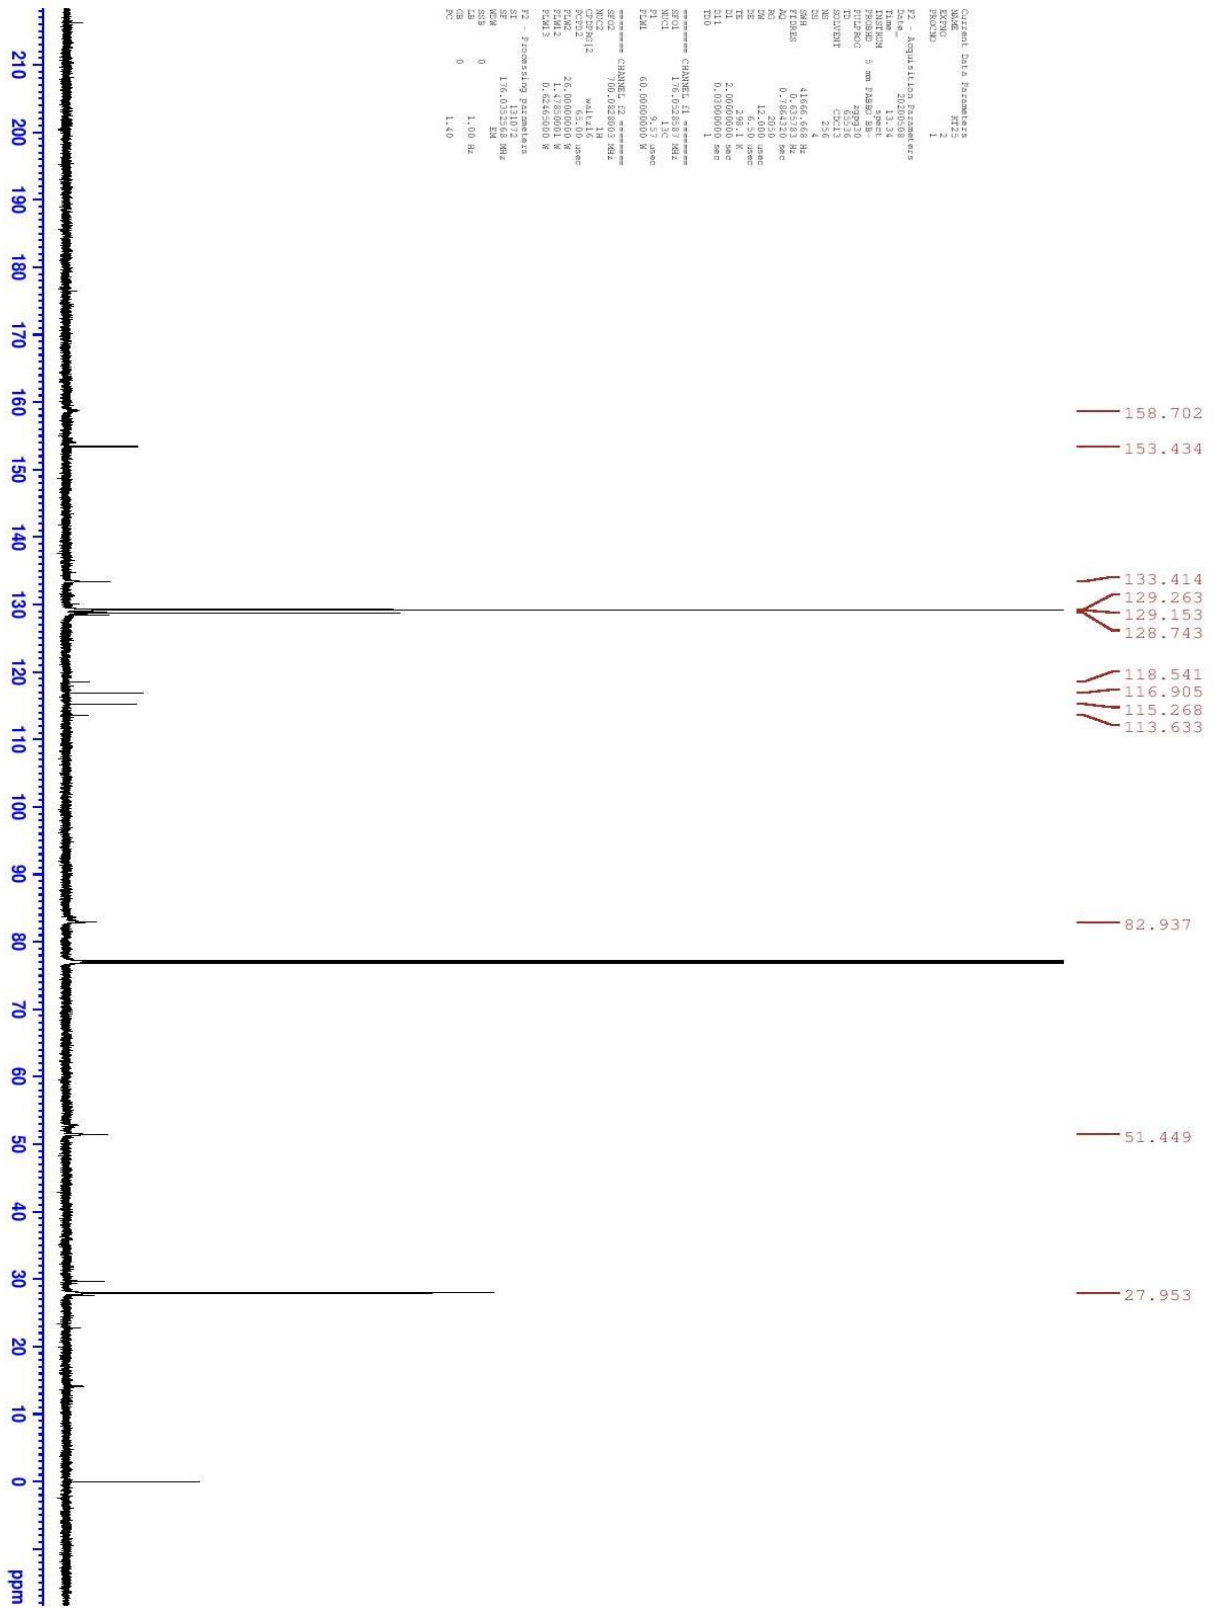 Current Data Parameters
NAME KT25
EXPNO 2
PROCNO 1
F2 - Acquisition Parameters
Date_ 20200508
Time 13.34
INSTRUM spect
PROBHD 5 mm PABBO BB-
PULPROG zgpg30
TD 65536
SOLVENT CDCl3
NS 256
DS 4
SWH 41666.668 Hz
FIDRES 0.635783 Hz
AQ 0.7864320 sec
RG 2050
DW 12.000 usec
DE 6.50 usec
TE 298.1 K
D1 2.00000000 sec
D11 0.03000000 sec
TD0 1
======== CHANNEL f1 ========
SFO1 176.0528587 MHz
NUC1 13C
P1 9.57 usec
PLW1 60.00000000 W
======== CHANNEL f2 ========
SFO2 700.0828003 MHz
NUC2 1H
CPDPRG[2 waltz16
PCPD2 65.00 usec
PLW2 26.00000000 W
PLW12 1.47850001 W
PLW13 0.62465000 W
F2 - Processing parameters
SI 131072
SF 176.0352568 MHz
WDW EM
SSB 0
LB 1.00 Hz
GB 0
PC 1.40
158.702
153.434
133.414
129.263
129.153
128.743
118.541
116.905
115.268
113.633
82.937
51.449
27.953
210 200 190 180 170 160 150 140 130 120 110 100 90 80 70 60 50 40 30 20 10 0 ppm